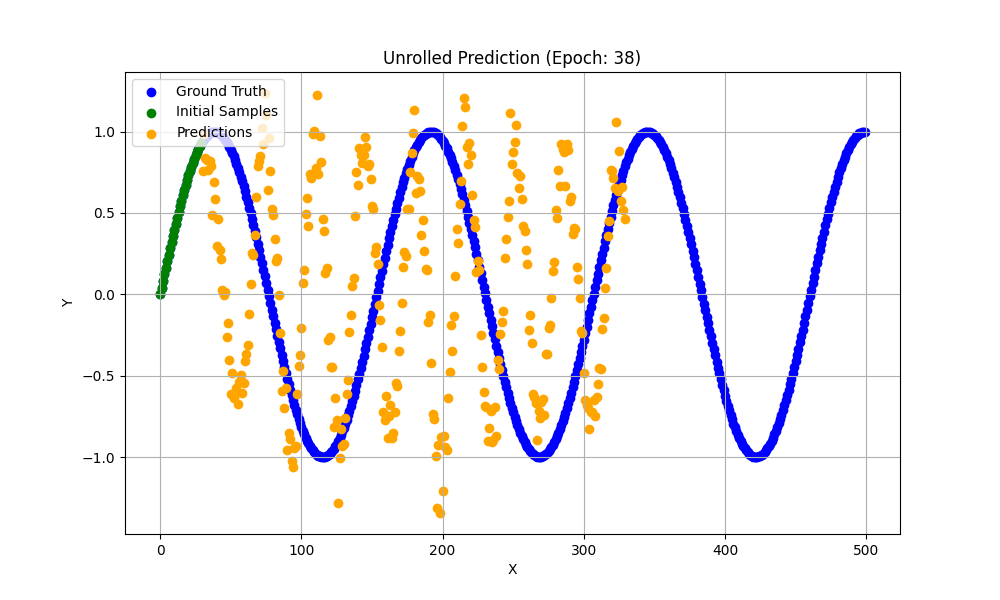 Unrolled Prediction (Epoch: 38)
Ground Truth
Initial Samples
Predictions
1.0
0.5
0.0
−0.5
−1.0
Y
0 100 200 300 400 500
X